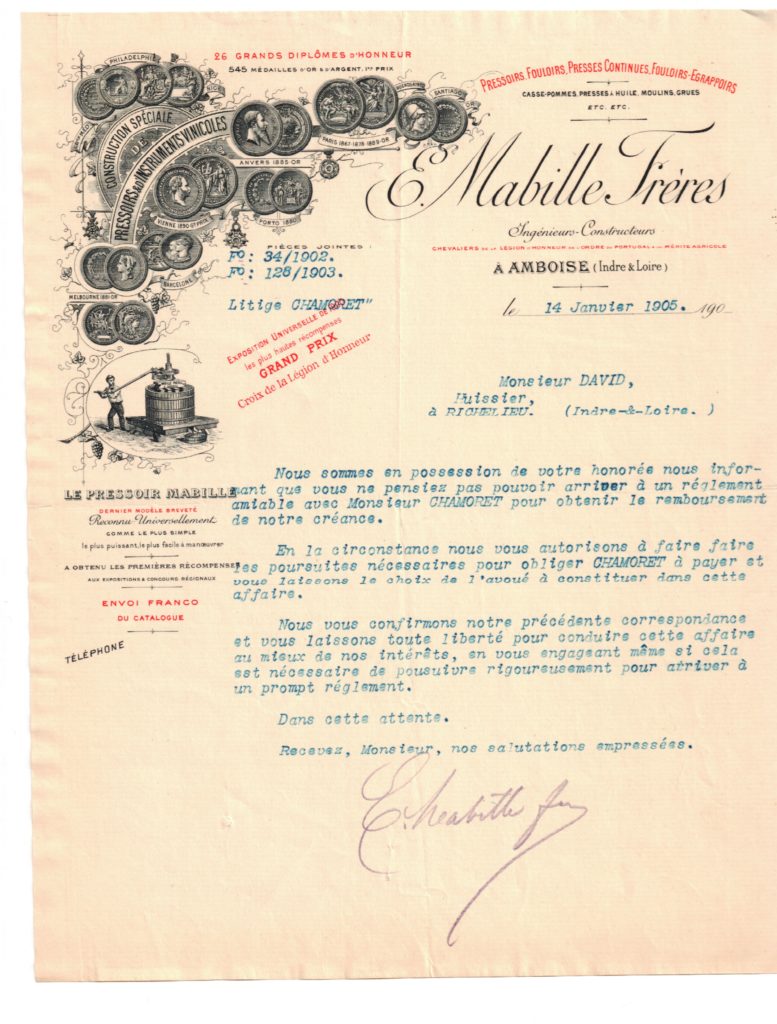 26 GRANDS DIPLÔMES D'HONNEUR
545 MÉDAILLES D'OR & D'ARGENT, 1ers PRIX
PHILADELPHIE
CONSTRUCTION SPÉCIALE
DE
PRESSOIRS & D'INSTRUMENTS VINICOLES
PARIS 1867-1878-1889-OR
SANTIAGO
ANVERS 1885-OR
VIENNE 1890-Gd PRIX
PORTO 1880
BARCELONE
MELBOURNE 1881-OR
PRESSOIRS, FOULOIRS, PRESSES CONTINUES, FOULOIRS-EGRAPPOIRS
CASSE-POMMES, PRESSES À HUILE, MOULINS, GRUES
ETC. ETC.
E. Mabille Frères
Ingénieurs-Constructeurs
CHEVALIERS DE LA LÉGION D'HONNEUR DE L'ORDRE DU PORTUGAL & DU MÉRITE AGRICOLE
À AMBOISE (Indre & Loire)
PIÈCES JOINTES :
Fo: 34/1902.
Fo: 128/1903.
Litige CHAMORET"
le 14 Janvier 1905. 190
EXPOSITION UNIVERSELLE DE
les plus hautes récompenses
GRAND PRIX
Croix de la Légion d'Honneur
Monsieur DAVID,
Huissier,
à RICHELIEU. (Indre-&-Loire. )
Nous sommes en possession de votre honorée nous infor-
mant que vous ne pensiez pas pouvoir arriver à un réglement
amiable avec Monsieur CHAMORET pour obtenir le remboursement
de notre créance.
En la circonstance nous vous autorisons à faire faire
les poursuites nécessaires pour obliger CHAMORET à payer et
vous laissons le choix de l'avoué à constituer dans cette
affaire.
Nous vous confirmons notre précédente correspondance
et vous laissons toute liberté pour conduire cette affaire
au mieux de nos intérêts, en vous engageant même si cela
est nécessaire de pousuivre rigoureusement pour arriver à
un prompt réglement.
Dans cette attente.
Recevez, Monsieur, nos salutations empressées.
E. Mabille
LE PRESSOIR MABILLE
DERNIER MODÈLE BREVETÉ
Reconnu Universellement
COMME LE PLUS SIMPLE
le plus puissant, le plus facile à manœuvrer
A OBTENU LES PREMIÈRES RÉCOMPENSES
AUX EXPOSITIONS & CONCOURS RÉGIONAUX
ENVOI FRANCO
DU CATALOGUE
TÉLÉPHONE